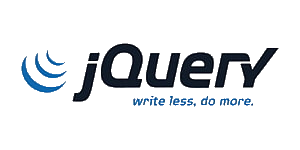 jQuery
write less, do more.